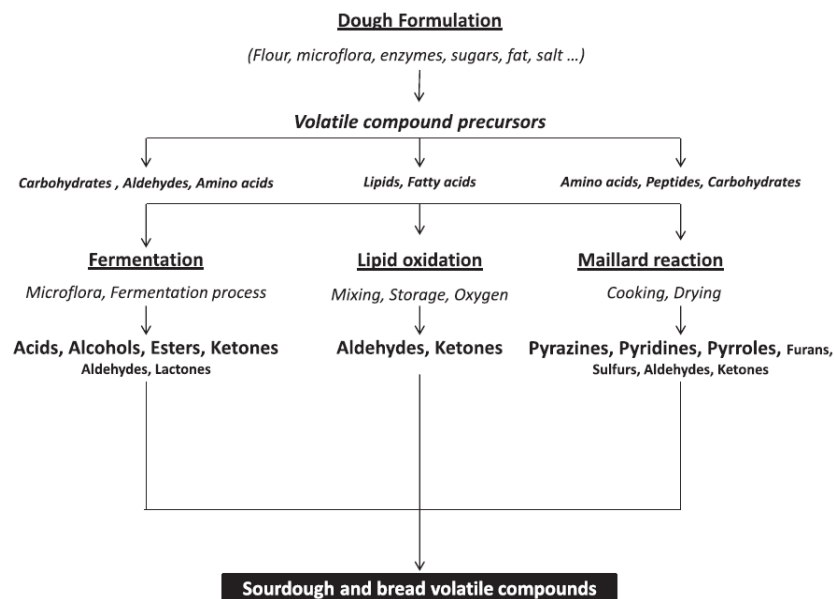 Dough Formulation
(Flour, microflora, enzymes, sugars, fat, salt ...)
Volatile compound precursors
Carbohydrates , Aldehydes, Amino acids
Lipids, Fatty acids
Amino acids, Peptides, Carbohydrates
Fermentation
Microflora, Fermentation process
Acids, Alcohols, Esters, Ketones
Aldehydes, Lactones
Lipid oxidation
Mixing, Storage, Oxygen
Aldehydes, Ketones
Maillard reaction
Cooking, Drying
Pyrazines, Pyridines, Pyrroles, Furans,
Sulfurs, Aldehydes, Ketones
Sourdough and bread volatile compounds